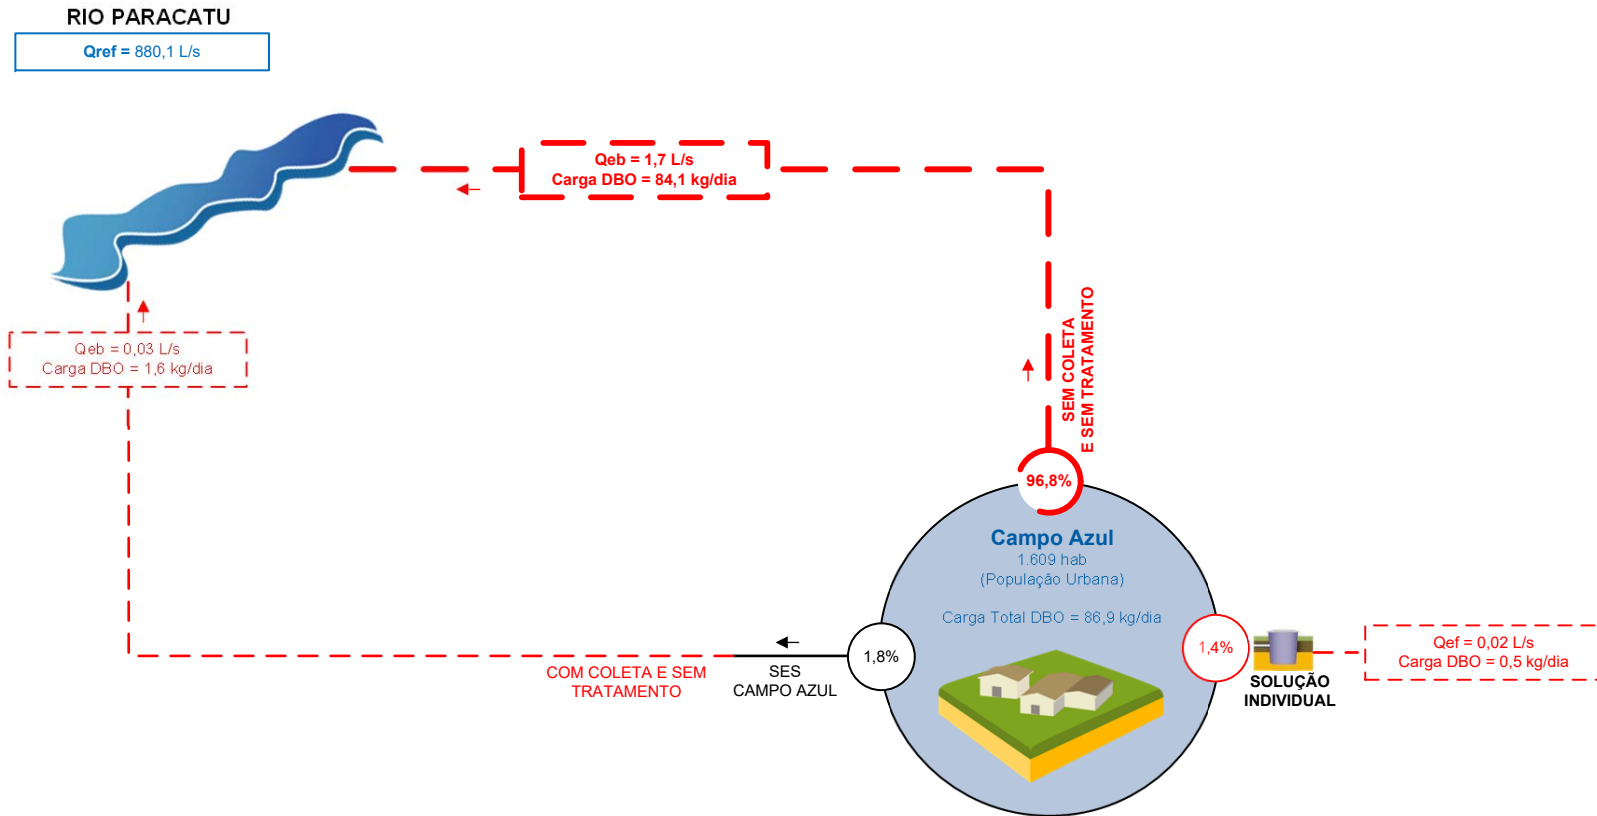 RIO PARACATU
Qref = 880,1 L/s
Qeb = 1,7 L/s
Carga DBO = 84,1 kg/dia
SEM COLETA
E SEM TRATAMENTO
Qeb = 0,03 L/s
Carga DBO = 1,6 kg/dia
96,8%
Campo Azul
1.609 hab
(População Urbana)
Carga Total DBO = 86,9 kg/dia
1,8%
1,4%
COM COLETA E SEM
TRATAMENTO
SES
CAMPO AZUL
SOLUÇÃO
INDIVIDUAL
Qef = 0,02 L/s
Carga DBO = 0,5 kg/dia